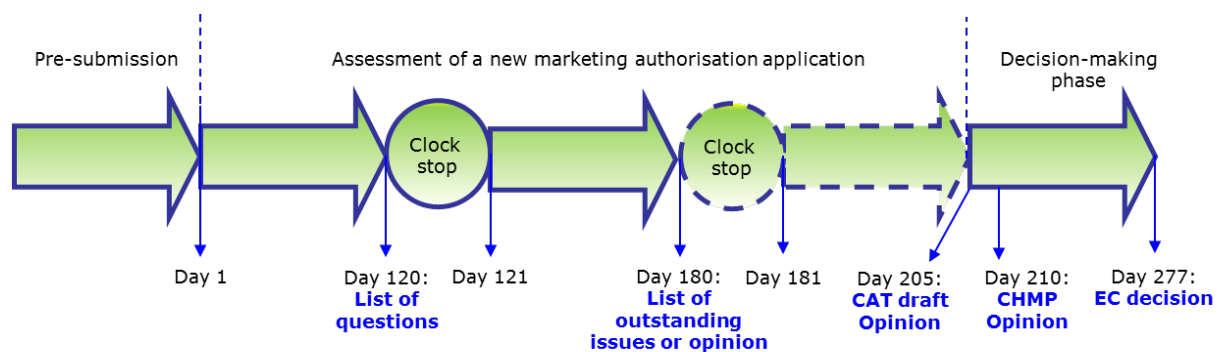 Pre-submission
Assessment of a new marketing authorisation application
Decision-making
phase
Clock
stop
Clock
stop
Day 1
Day 120:
List of
questions
Day 121
Day 180:
List of
outstanding
issues or opinion
Day 181
Day 205:
CAT draft
Opinion
Day 210:
CHMP
Opinion
Day 277:
EC decision